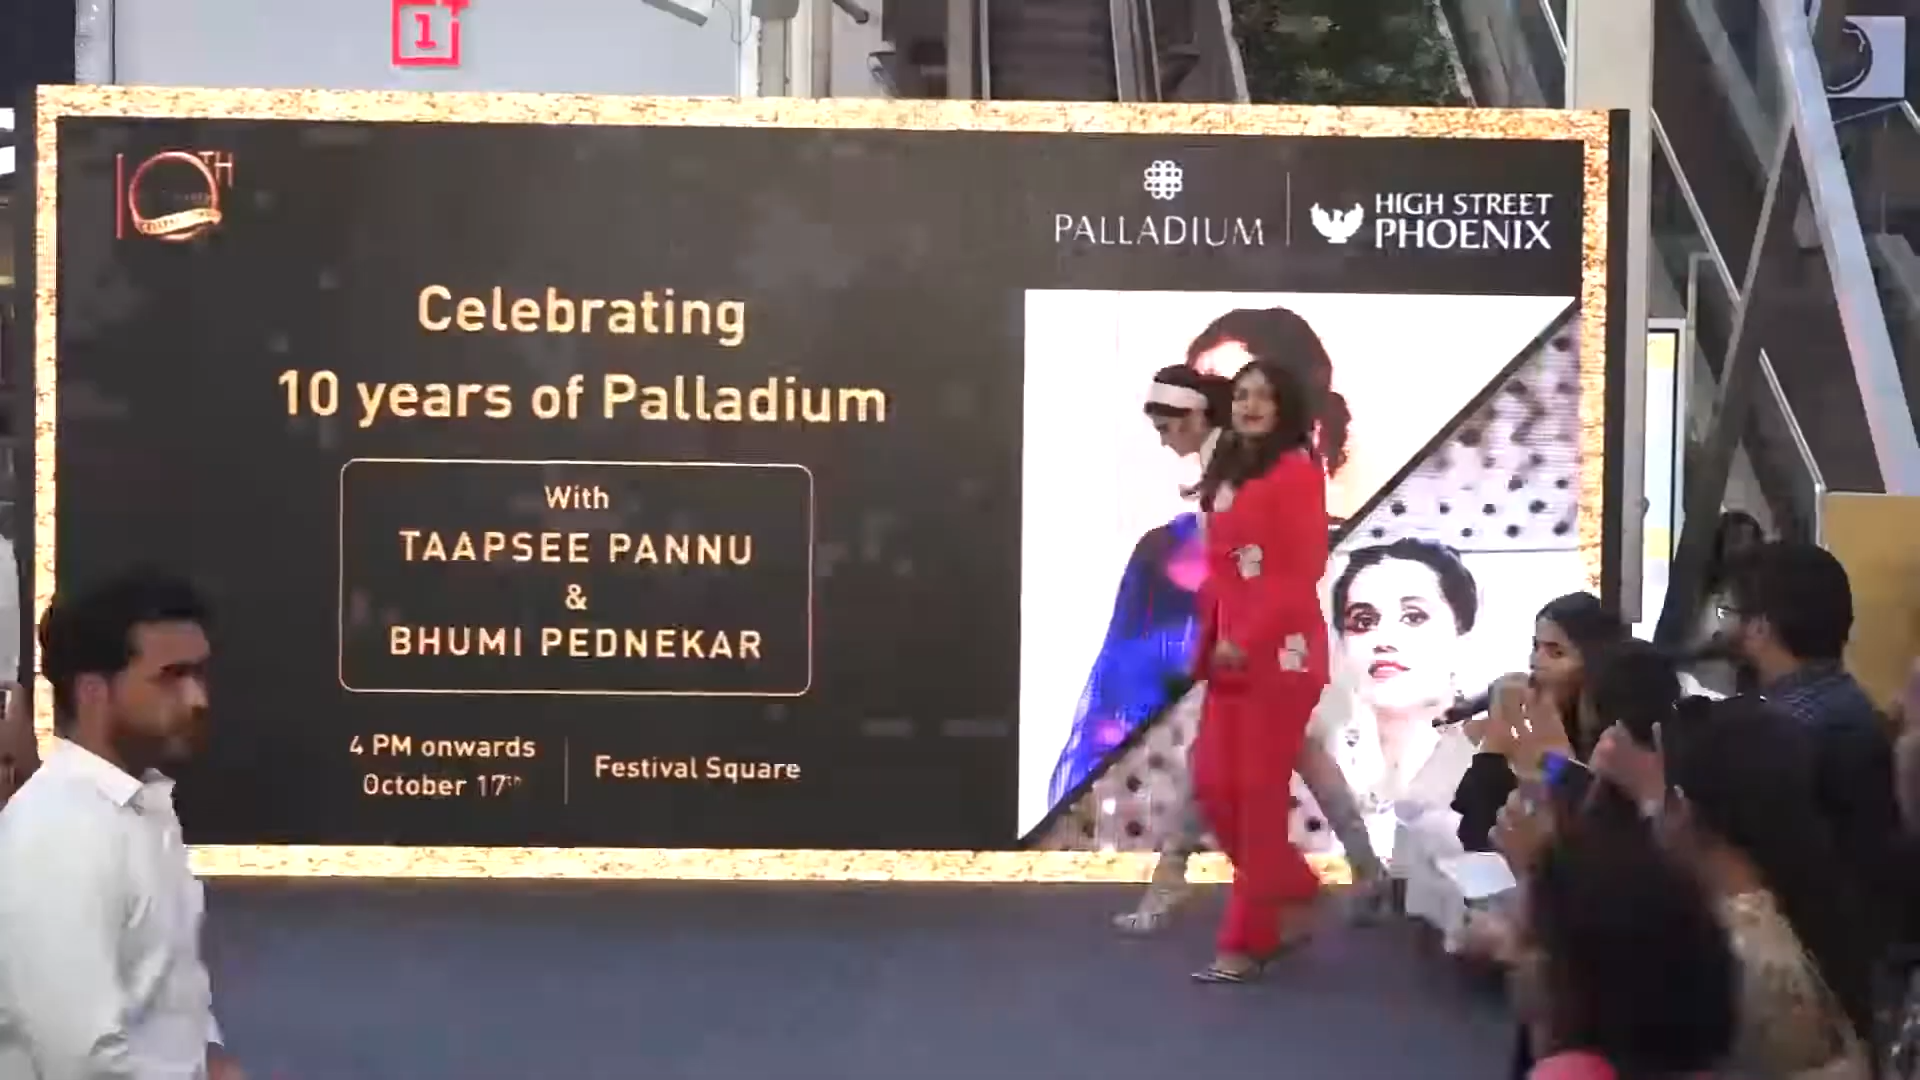 1
10TH
PALLADIUM
HIGH STREET
PHOENIX
Celebrating
10 years of Palladium
With
TAAPSEE PANNU
&
BHUMI PEDNEKAR
4 PM onwards
October 17th
Festival Square